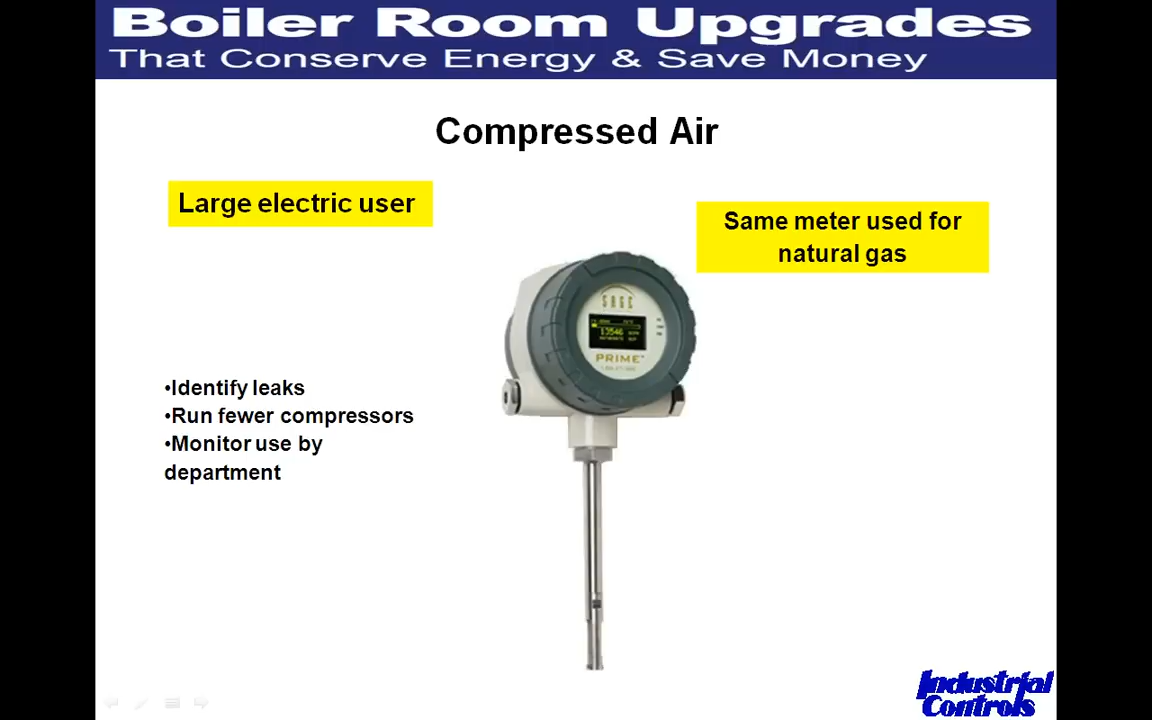 Boiler Room Upgrades
That Conserve Energy & Save Money
Compressed Air
Large electric user
Same meter used for
natural gas
SAGE
13546
PRIME
•Identify leaks
•Run fewer compressors
•Monitor use by
department
Industrial
Controls